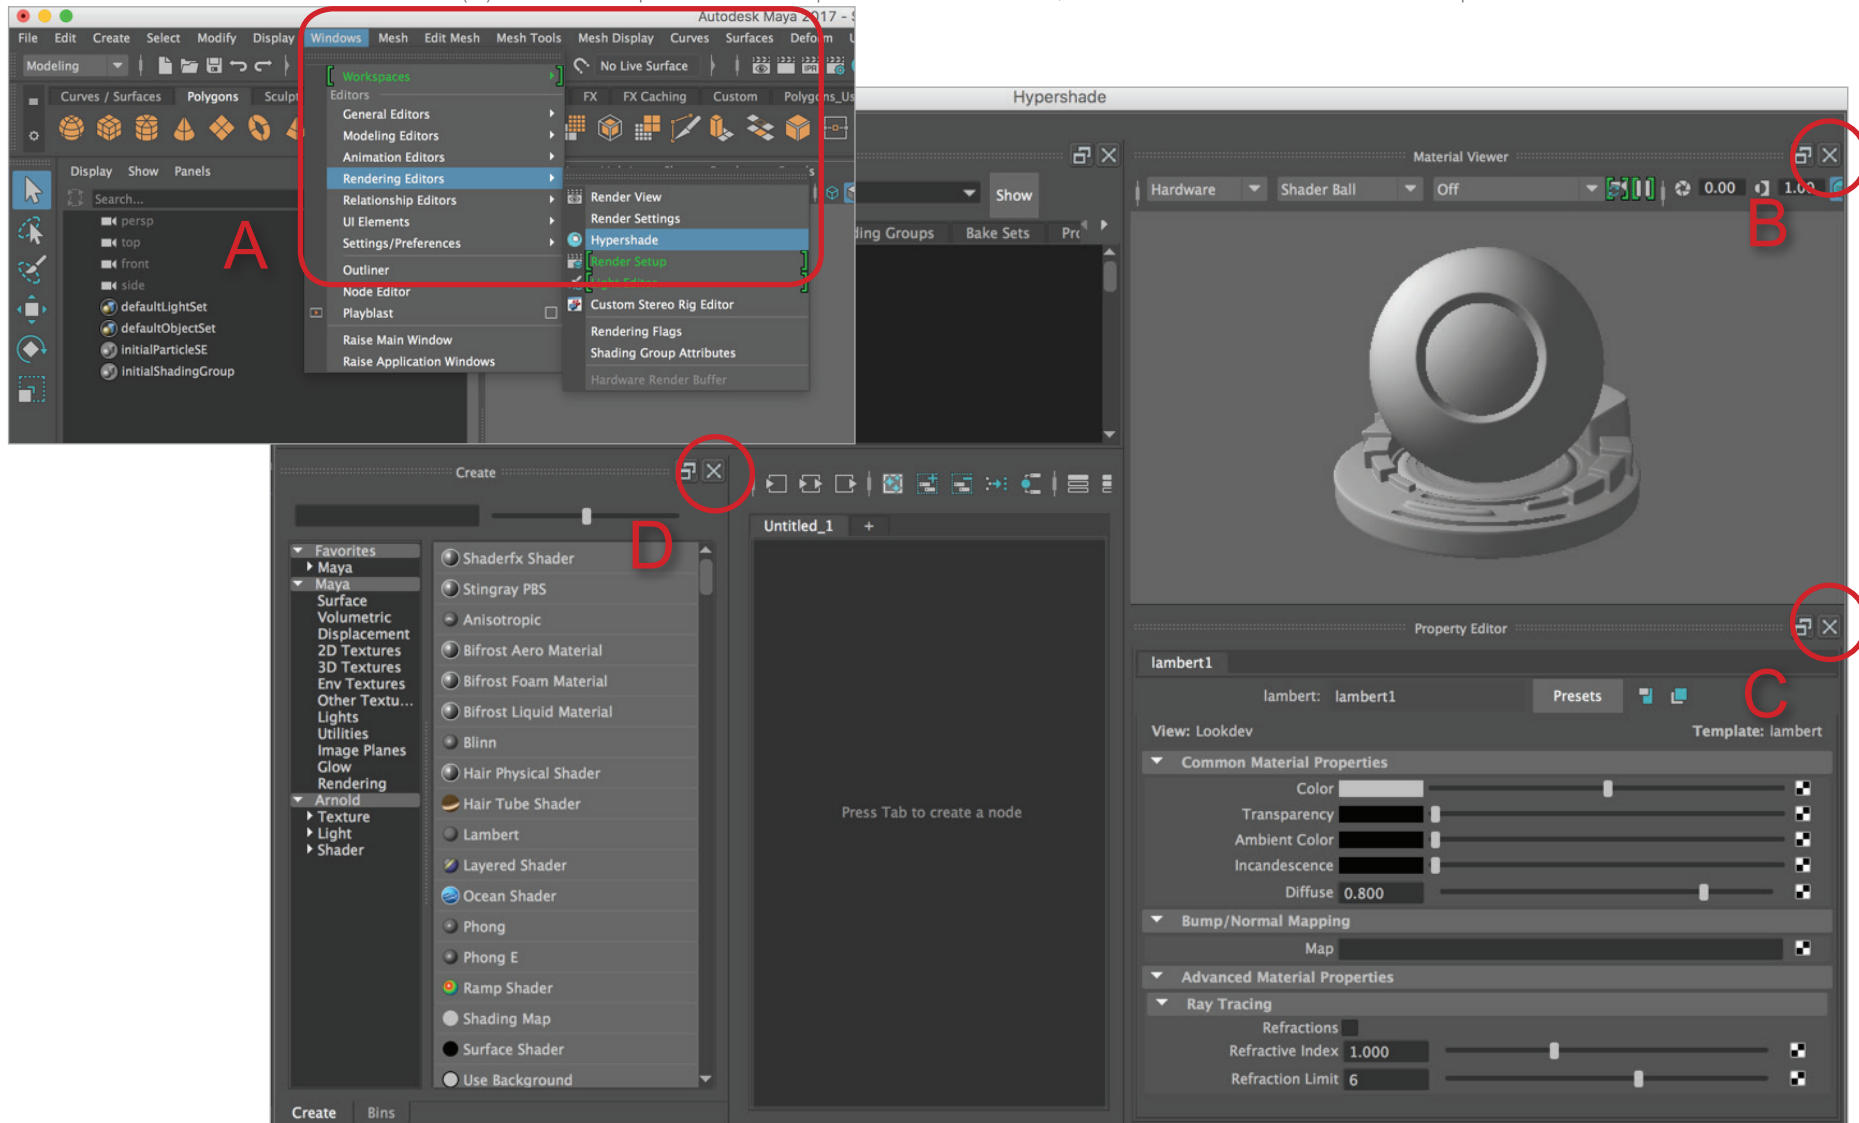 Autodesk Maya 2017 - S
File Edit Create Select Modify Display Windows Mesh Edit Mesh Mesh Tools Mesh Display Curves Surfaces Deform
Modeling No Live Surface IPR
Curves / Surfaces Polygons Sculpt FX FX Caching Custom Polygons_Us
Display Show Panels
Search...
persp
top
front
side
defaultLightSet
defaultObjectSet
initialParticleSE
initialShadingGroup
A
Workspaces
Editors
General Editors
Modeling Editors
Animation Editors
Rendering Editors
Relationship Editors
UI Elements
Settings/Preferences
Outliner
Node Editor
Playblast
Raise Main Window
Raise Application Windows
Render View
Render Settings
Hypershade
Render Setup
Light Editor
Custom Stereo Rig Editor
Rendering Flags
Shading Group Attributes
Hardware Render Buffer
Hypershade
Show
ding Groups Bake Sets Pro
Material Viewer
Hardware Shader Ball Off 0.00 1.00
B
Create
D
Favorites
Maya
Maya
Surface
Volumetric
Displacement
2D Textures
3D Textures
Env Textures
Other Textu...
Lights
Utilities
Image Planes
Glow
Rendering
Arnold
Texture
Light
Shader
Shaderfx Shader
Stingray PBS
Anisotropic
Bifrost Aero Material
Bifrost Foam Material
Bifrost Liquid Material
Blinn
Hair Physical Shader
Hair Tube Shader
Lambert
Layered Shader
Ocean Shader
Phong
Phong E
Ramp Shader
Shading Map
Surface Shader
Use Background
Create Bins
Untitled_1 +
Press Tab to create a node
Property Editor
lambert1
lambert: lambert1 Presets
C
View: Lookdev Template: lambert
Common Material Properties
Color
Transparency
Ambient Color
Incandescence
Diffuse 0.800
Bump/Normal Mapping
Map
Advanced Material Properties
Ray Tracing
Refractions
Refractive Index 1.000
Refraction Limit 6